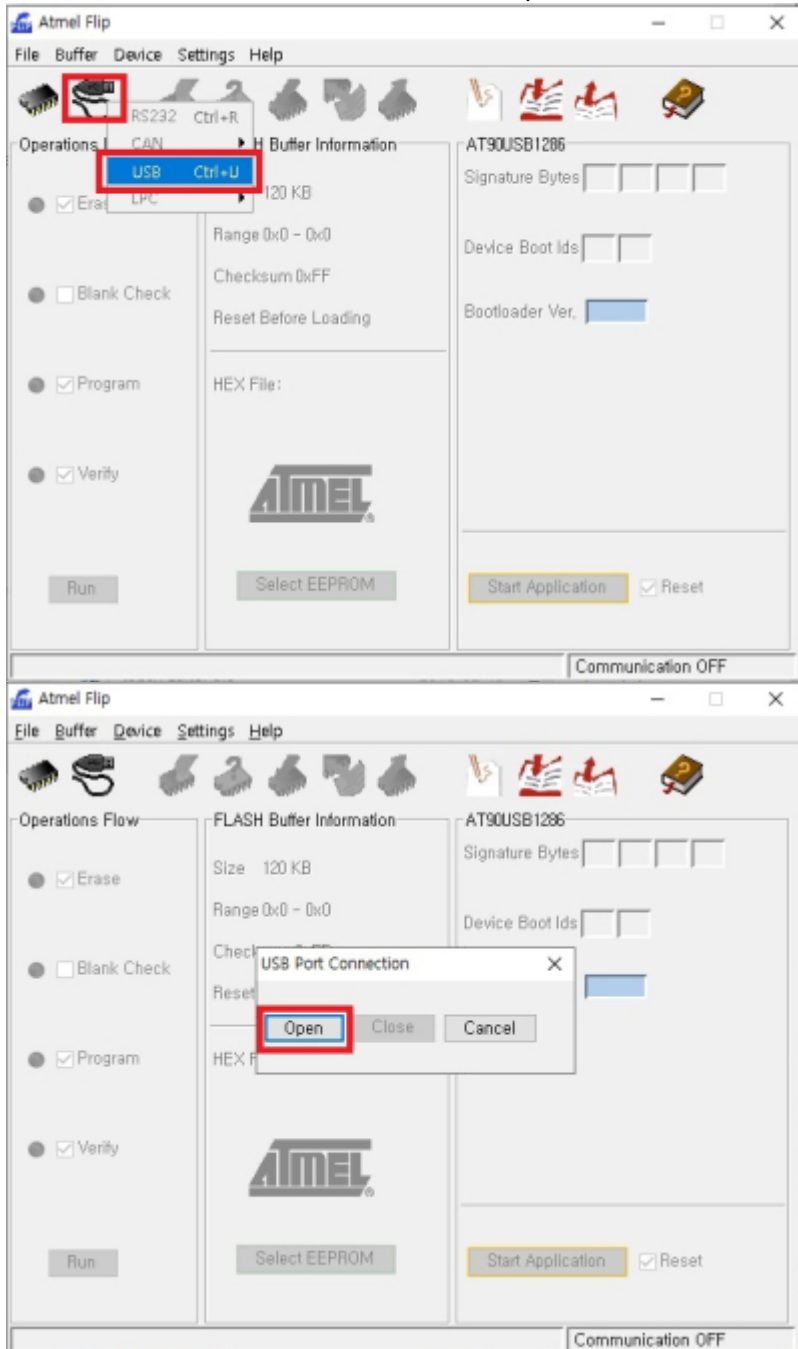 Atmel Flip
File Buffer Device Settings Help
RS232 Ctrl+R
CAN
USB Ctrl+U
LPC
Operations
H Buffer Information
AT90USB1286
Signature Bytes
120 KB
Range 0x0 - 0x0
Device Boot Ids
Checksum 0xFF
Blank Check
Reset Before Loading
Bootloader Ver,
Program
HEX File:
Verify
ATMEL
Run
Select EEPROM
Start Application
Reset
Communication OFF
Atmel Flip
File Buffer Device Settings Help
Operations Flow
FLASH Buffer Information
AT90USB1286
Signature Bytes
Erase
Size 120 KB
Range 0x0 - 0x0
Device Boot Ids
USB Port Connection
Blank Check
Open Close Cancel
Program
Verify
ATMEL
Run
Select EEPROM
Start Application
Reset
Communication OFF